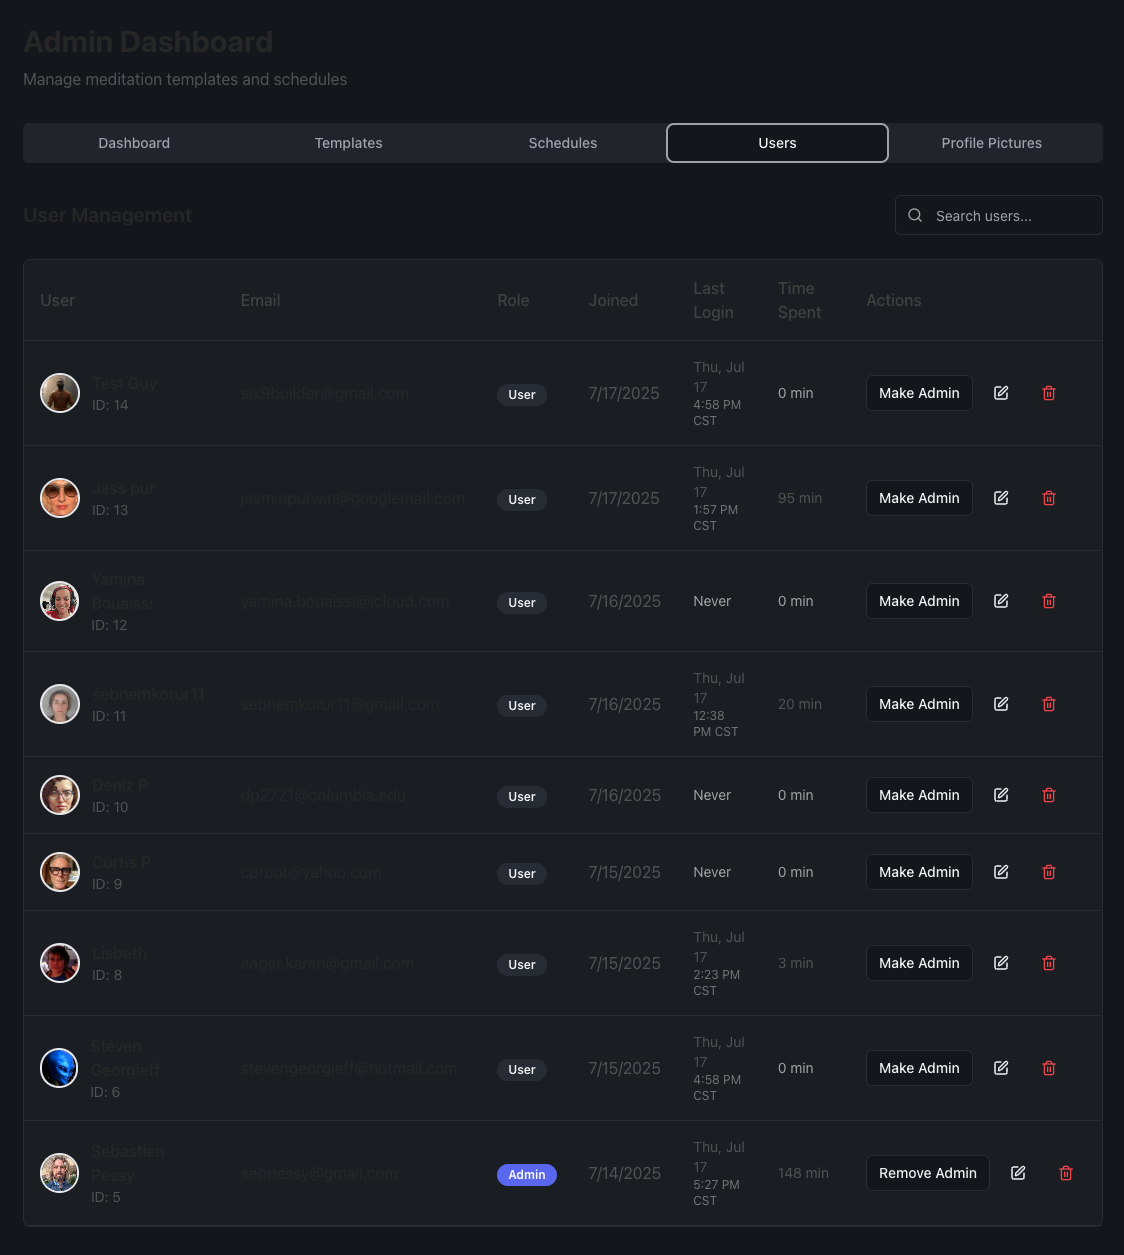 Admin Dashboard
Manage meditation templates and schedules
Dashboard Templates Schedules Users Profile Pictures
User Management
Search users...
User Email Role Joined Last Login Time Spent Actions
Test Guy
ID: 14
six9builder@gmail.com
User
7/17/2025
Thu, Jul
17
4:58 PM
CST
0 min
Make Admin
Jass pur
ID: 13
jasminpurwin@googlemail.com
User
7/17/2025
Thu, Jul
17
1:57 PM
CST
95 min
Make Admin
Yamina
Bouaissi
ID: 12
yamina.bouaissi@icloud.com
User
7/16/2025
Never
0 min
Make Admin
sebnemkorur11
ID: 11
sebnemkorur11@gmail.com
User
7/16/2025
Thu, Jul
17
12:38
PM CST
20 min
Make Admin
Deniz P
ID: 10
dp2721@columbia.edu
User
7/16/2025
Never
0 min
Make Admin
Curtis P
ID: 9
cprout@yahoo.com
User
7/15/2025
Never
0 min
Make Admin
Lisbeth
ID: 8
eager.karen@gmail.com
User
7/15/2025
Thu, Jul
17
2:23 PM
CST
3 min
Make Admin
Steven
Georgieff
ID: 6
stevengeorgieff@hotmail.com
User
7/15/2025
Thu, Jul
17
4:58 PM
CST
0 min
Make Admin
Sebastien
Pessy
ID: 5
sebpessy@gmail.com
Admin
7/14/2025
Thu, Jul
17
5:27 PM
CST
148 min
Remove Admin